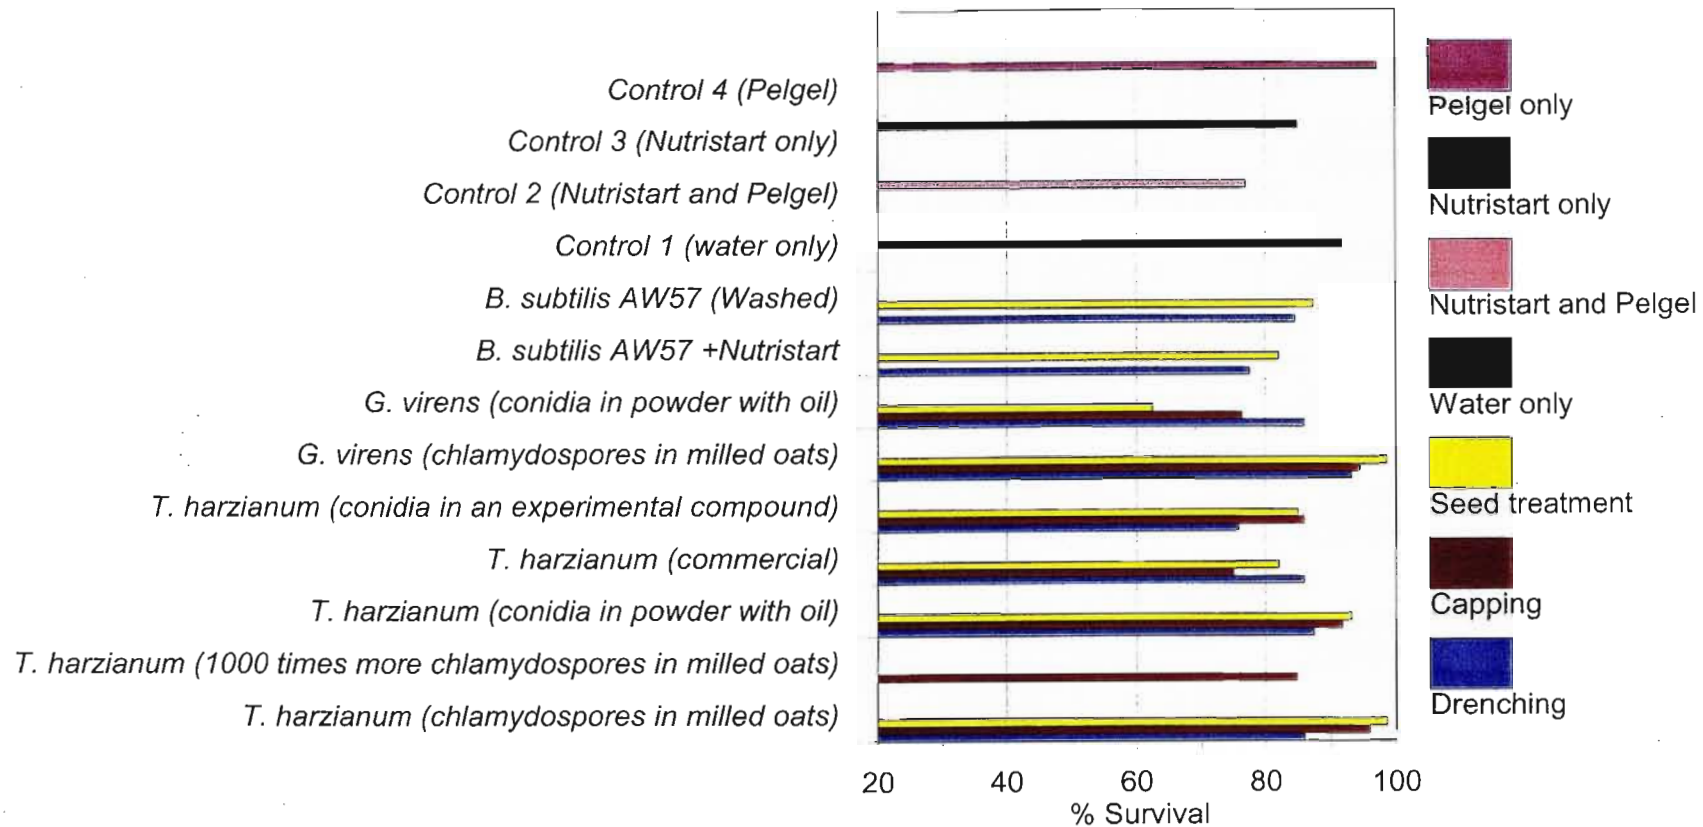 Control 4 (Pelgel)
Control 3 (Nutristart only)
Control 2 (Nutristart and Pelgel)
Control 1 (water only)
B. subtilis AW57 (Washed)
B. subtilis AW57 +Nutristart
G. virens (conidia in powder with oil)
G. virens (chlamydospores in milled oats)
T. harzianum (conidia in an experimental compound)
T. harzianum (commercial)
T. harzianum (conidia in powder with oil)
T. harzianum (1000 times more chlamydospores in milled oats)
T. harzianum (chlamydospores in milled oats)
20 40 60 80 100
% Survival
Pelgel only
Nutristart only
Nutristart and Pelgel
Water only
Seed treatment
Capping
Drenching